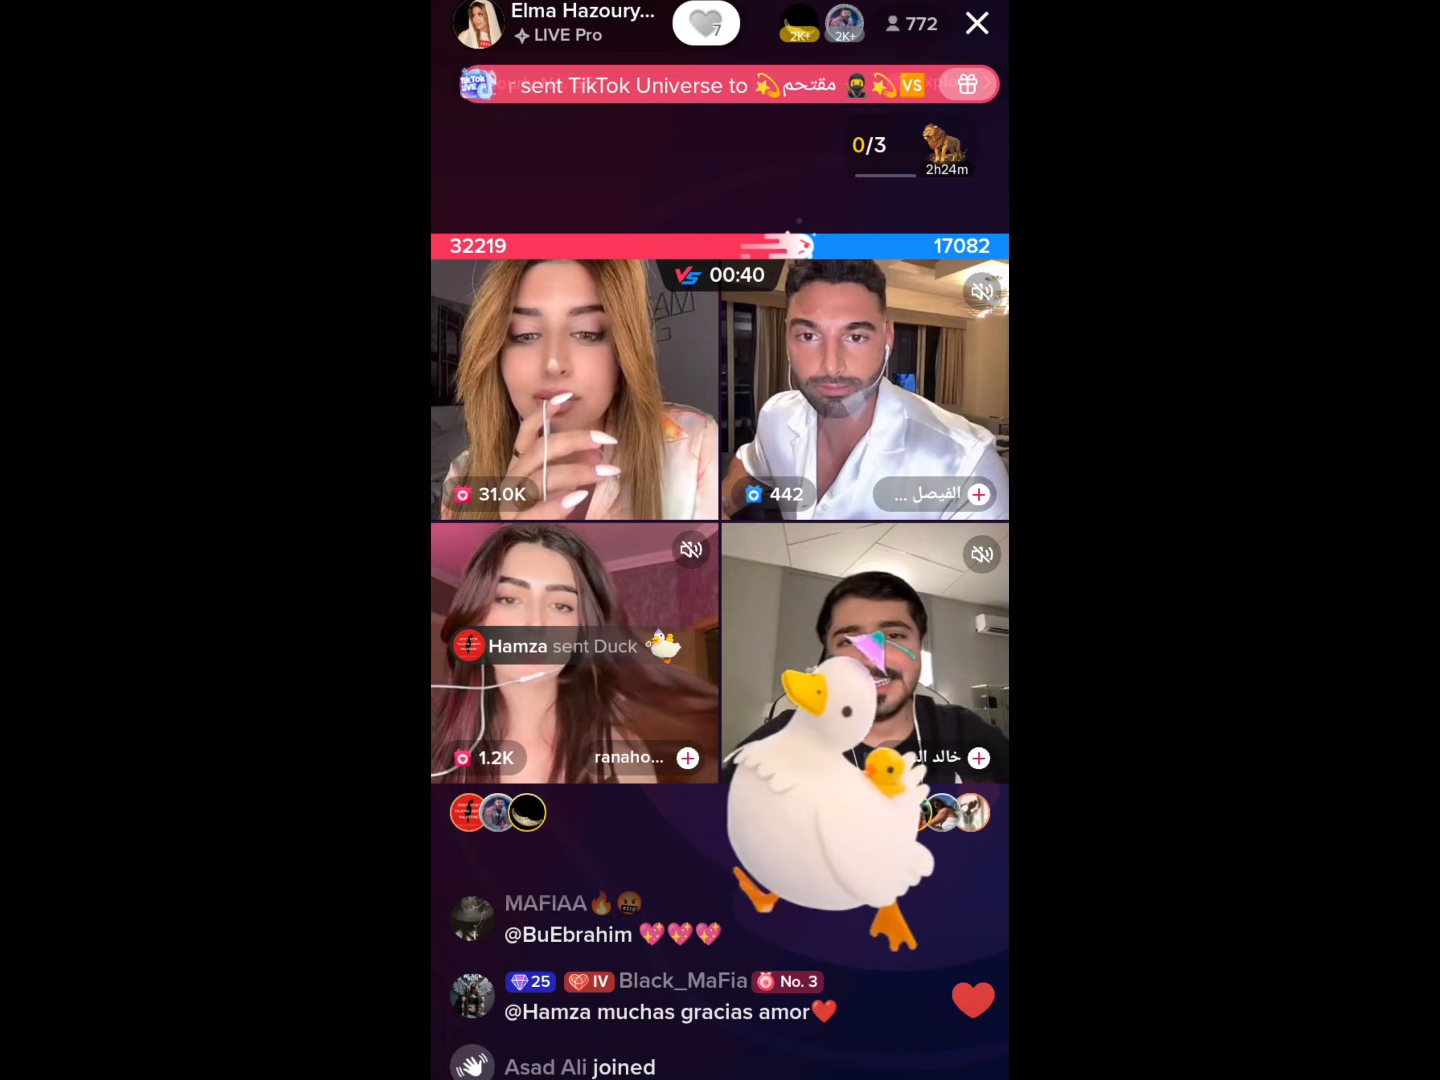 Elma Hazoury...
LIVE Pro
7
2K+
2K+
772
sent TikTok Universe to 💫مقتحم 🥷💫🆚
0/3
2h24m
32219
17082
VS 00:40
31.0K
442
الفيصل ...
Hamza sent Duck
1.2K
ranaho...
خالد
MAFIAA🔥🤬
@BuEbrahim 💖💖💖
25 IV Black_MaFia No. 3
@Hamza muchas gracias amor❤️
Asad Ali joined